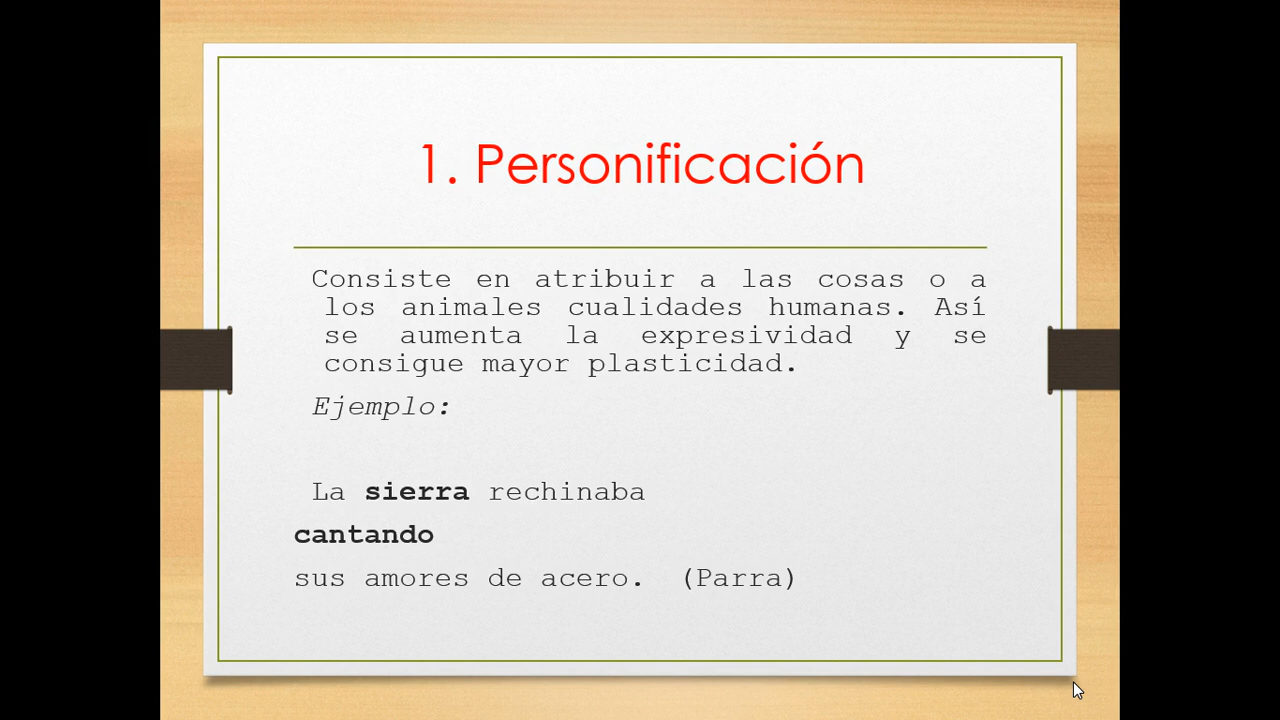 1. Personificación
Consiste en atribuir a las cosas o a
los animales cualidades humanas. Así
se aumenta la expresividad y se
consigue mayor plasticidad.
Ejemplo:
La sierra rechinaba
cantando
sus amores de acero. (Parra)